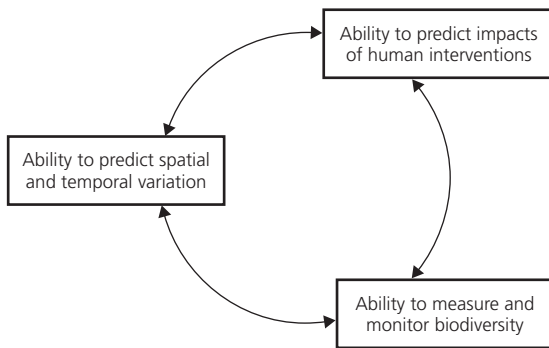 Ability to predict impacts
of human interventions
Ability to predict spatial
and temporal variation
Ability to measure and
monitor biodiversity